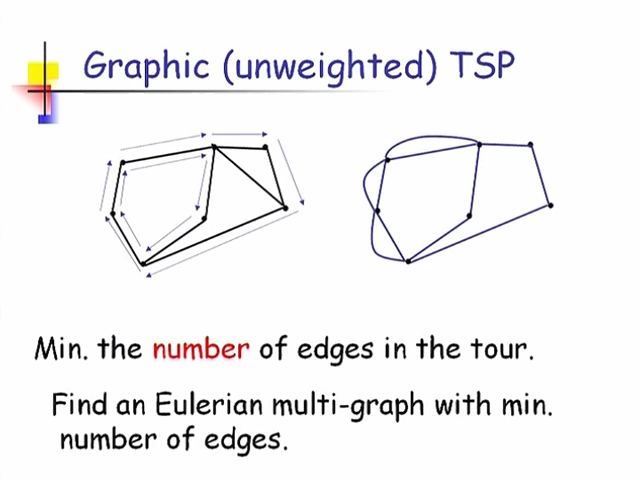 Graphic (unweighted) TSP
Min. the number of edges in the tour.
Find an Eulerian multi-graph with min.
number of edges.